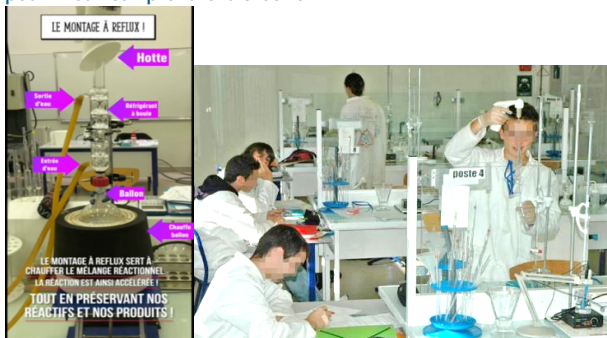 LE MONTAGE À REFLUX !
Hotte
Sortie
d'eau
Réfrigérant
à boule
Entrée
d'eau
Ballon
Chauffe
ballon
LE MONTAGE À REFLUX SERT À
CHAUFFER LE MÉLANGE RÉACTIONNEL.
LA RÉACTION EST AINSI ACCÉLÉRÉE !
TOUT EN PRÉSERVANT NOS
RÉACTIFS ET NOS PRODUITS !
poste 4